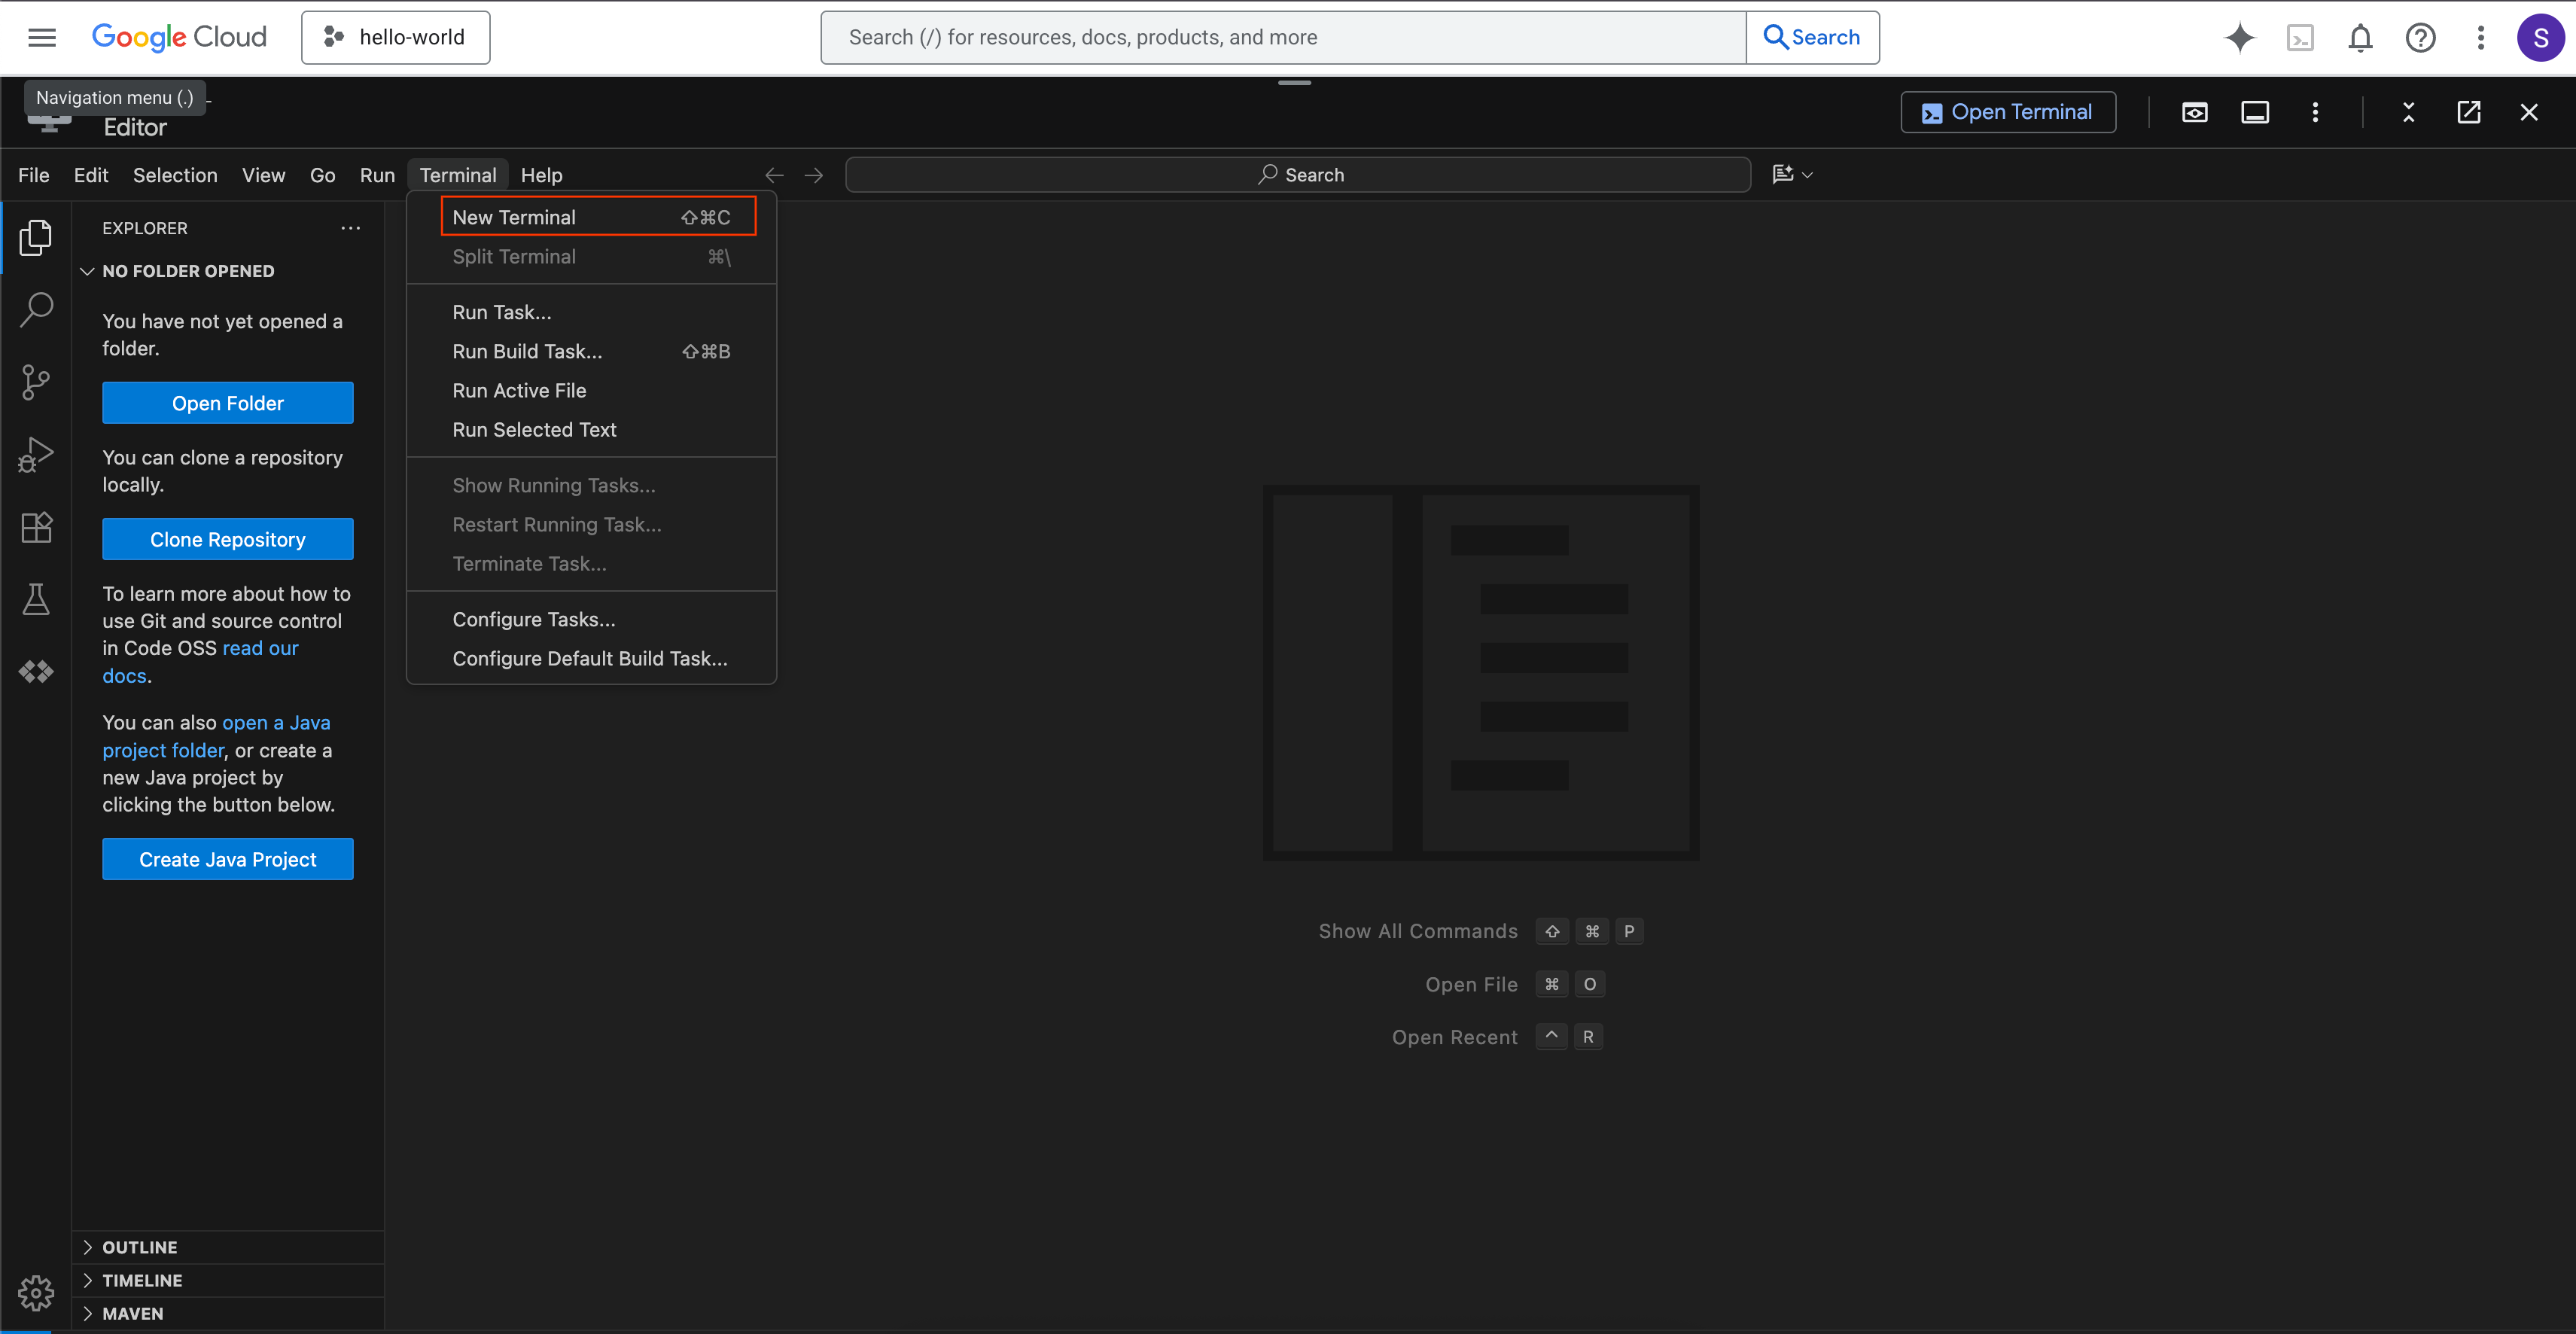 Google Cloud
hello-world
Search (/) for resources, docs, products, and more
Search
S
Navigation menu (.)
Editor
Open Terminal
File Edit Selection View Go Run Terminal Help
Search
EXPLORER
NO FOLDER OPENED
You have not yet opened a
folder.
Open Folder
You can clone a repository
locally.
Clone Repository
To learn more about how to
use Git and source control
in Code OSS read our
docs.
You can also open a Java
project folder, or create a
new Java project by
clicking the button below.
Create Java Project
OUTLINE
TIMELINE
MAVEN
New Terminal ⇧⌘C
Split Terminal ⌘\
Run Task...
Run Build Task... ⇧⌘B
Run Active File
Run Selected Text
Show Running Tasks...
Restart Running Task...
Terminate Task...
Configure Tasks...
Configure Default Build Task...
Show All Commands ⇧ ⌘ P
Open File ⌘ O
Open Recent ^ R